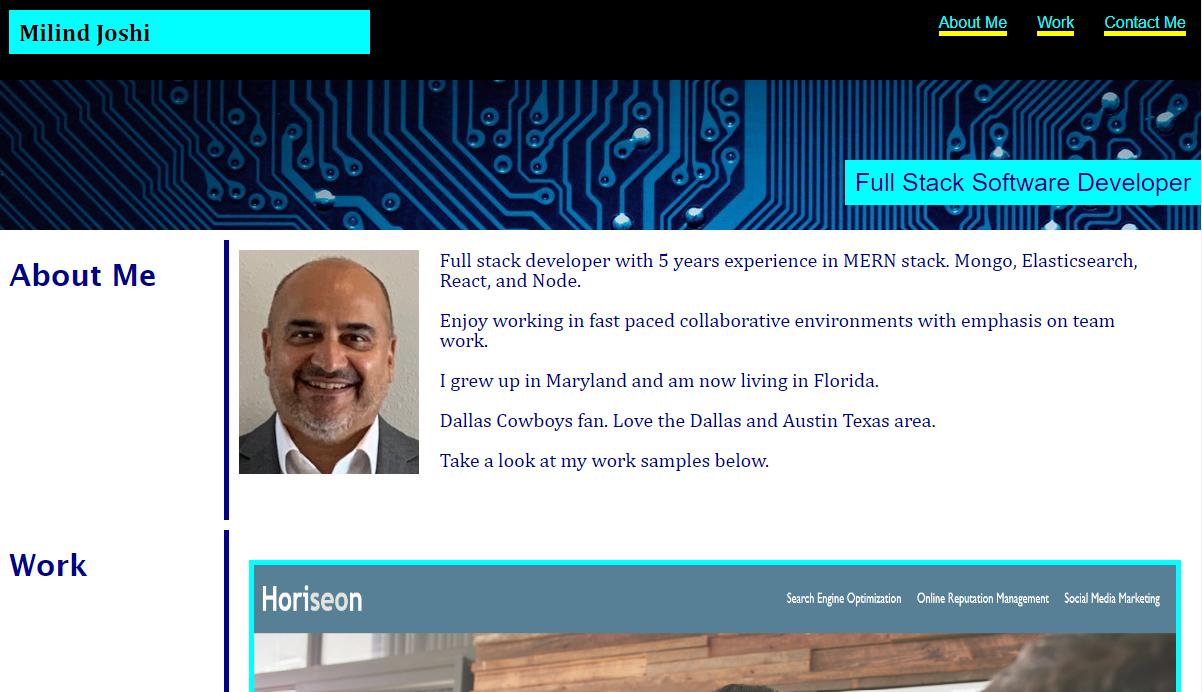 Milind Joshi
About Me Work Contact Me
Full Stack Software Developer
About Me
Full stack developer with 5 years experience in MERN stack. Mongo, Elasticsearch,
React, and Node.
Enjoy working in fast paced collaborative environments with emphasis on team
work.
I grew up in Maryland and am now living in Florida.
Dallas Cowboys fan. Love the Dallas and Austin Texas area.
Take a look at my work samples below.
Work
Horiseon
Search Engine Optimization Online Reputation Management Social Media Marketing